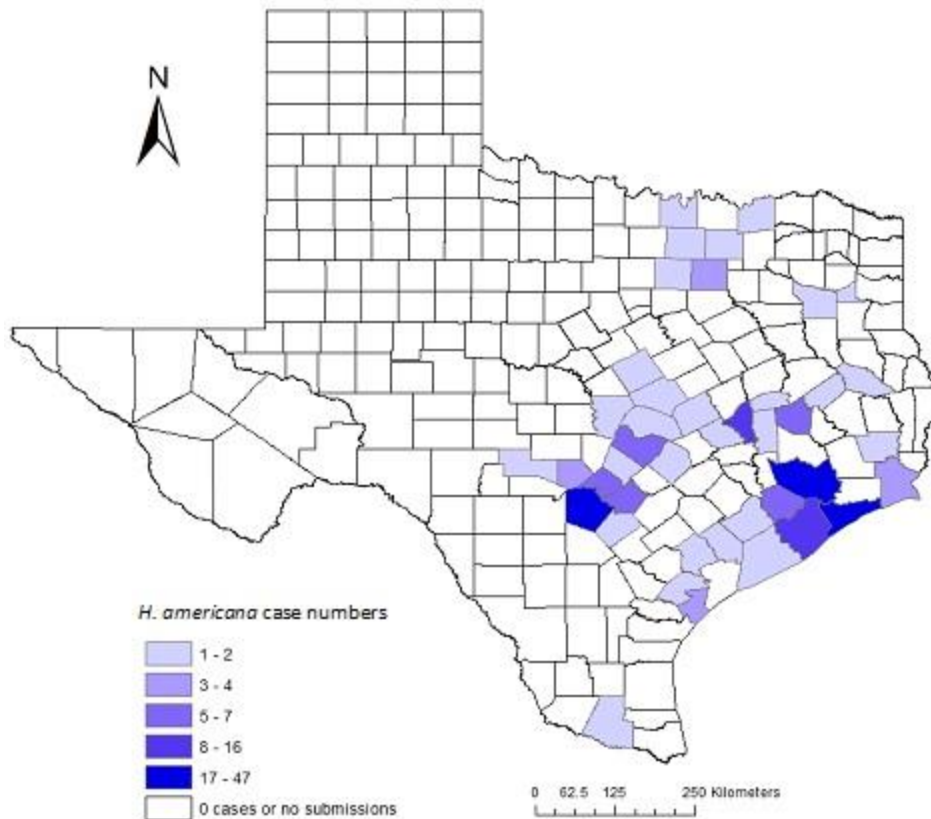 N
H. americana case numbers
1 - 2
3 - 4
5 - 7
8 - 16
17 - 47
0 cases or no submissions
0 62.5 125 250 Kilometers